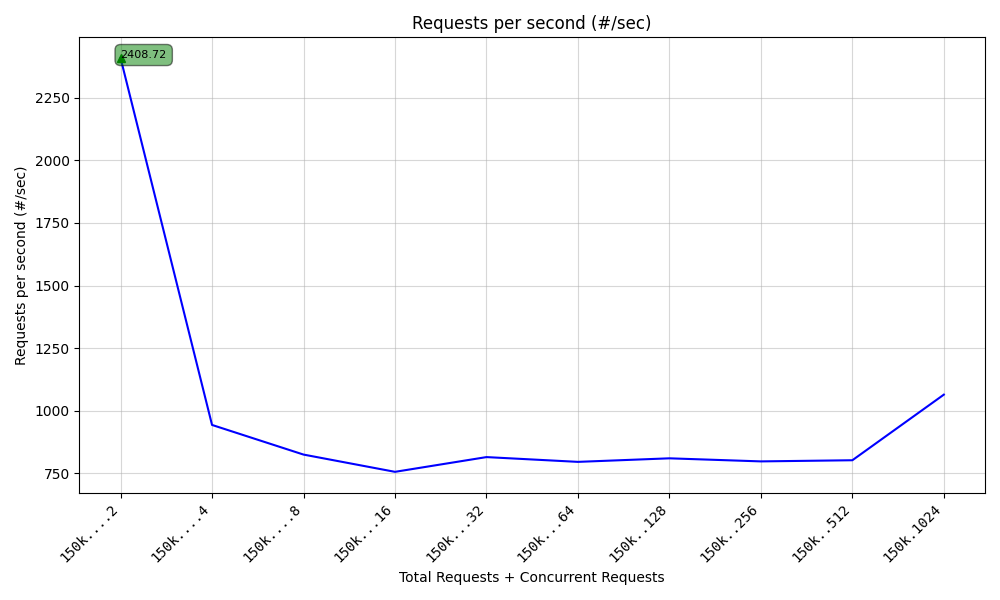 Requests per second (#/sec)
2408.72
2250
2000
1750
1500
1250
1000
750
Requests per second (#/sec)
150k....2
150k....4
150k....8
150k...16
150k...32
150k...64
150k..128
150k..256
150k..512
150k.1024
Total Requests + Concurrent Requests